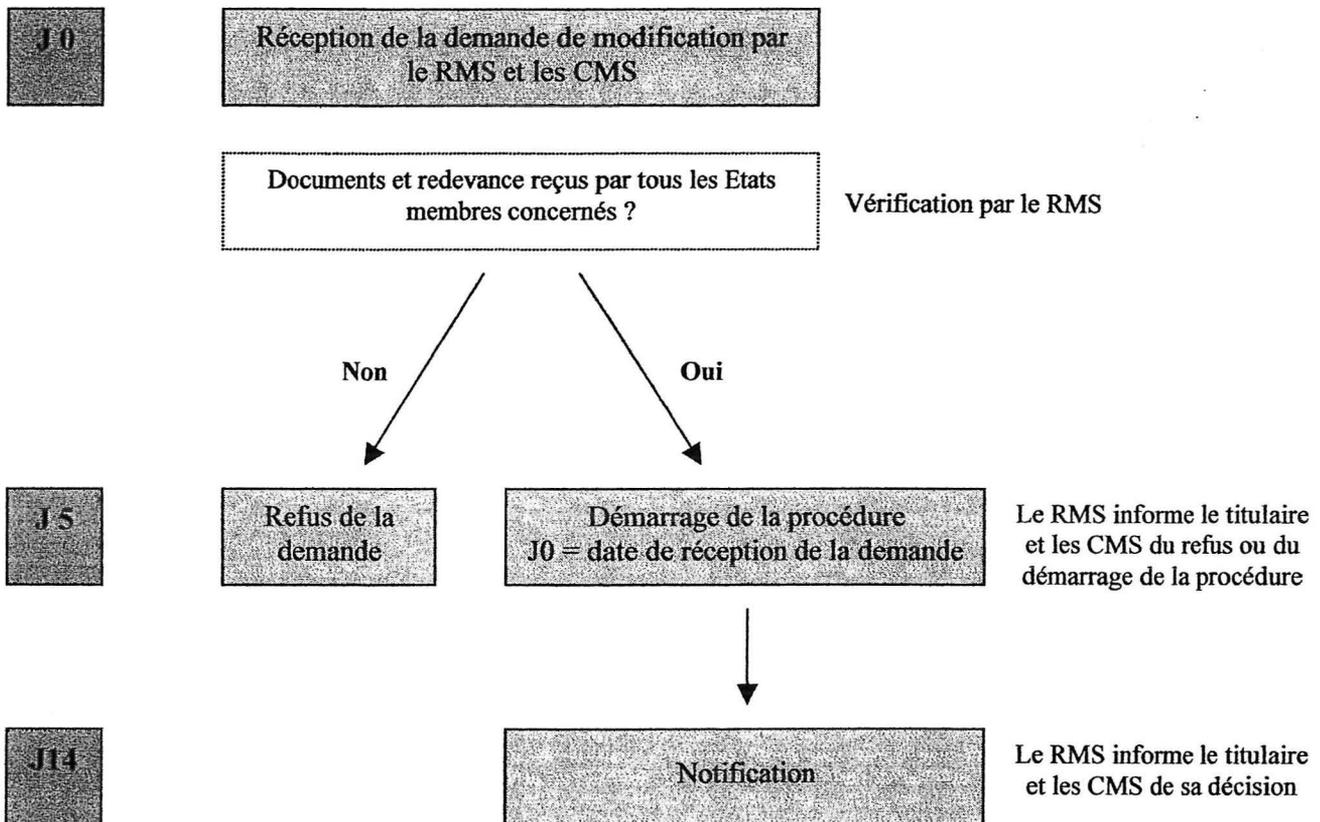 J 0
Réception de la demande de modification par
le RMS et les CMS
Documents et redevance reçus par tous les Etats
membres concernés ?
Vérification par le RMS
Non
Oui
J 5
Refus de la
demande
Démarrage de la procédure
J0 = date de réception de la demande
Le RMS informe le titulaire
et les CMS du refus ou du
démarrage de la procédure
J14
Notification
Le RMS informe le titulaire
et les CMS de sa décision